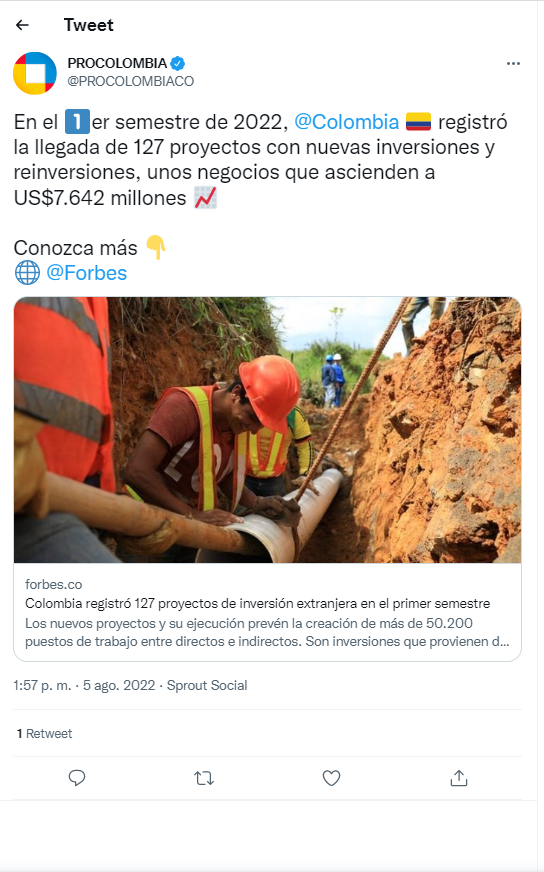 Tweet
PROCOLOMBIA
@PROCOLOMBIACO
En el 1er semestre de 2022, @Colombia 🇨🇴 registró
la llegada de 127 proyectos con nuevas inversiones y
reinversiones, unos negocios que ascienden a
US$7.642 millones 📈
Conozca más 👇
🌐 @Forbes
forbes.co
Colombia registró 127 proyectos de inversión extranjera en el primer semestre
Los nuevos proyectos y su ejecución prevén la creación de más de 50.200
puestos de trabajo entre directos e indirectos. Son inversiones que provienen d...
1:57 p. m. · 5 ago. 2022 · Sprout Social
1 Retweet